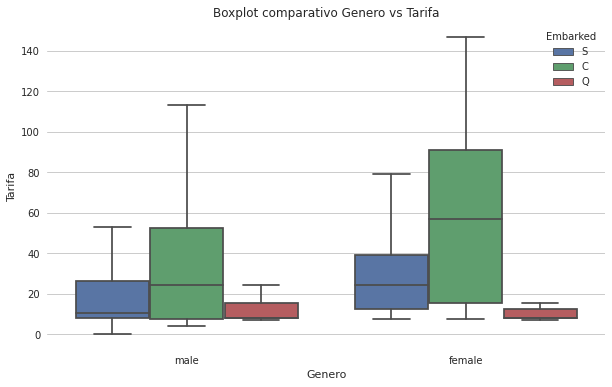 Boxplot comparativo Genero vs Tarifa
Embarked
S
C
Q
140
120
100
80
60
40
20
0
Tarifa
male
female
Genero